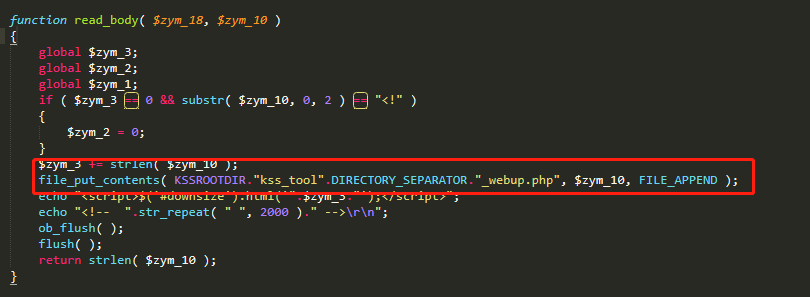 function read_body( $zym_18, $zym_10 )
{
global $zym_3;
global $zym_2;
global $zym_1;
if ( $zym_3 == 0 && substr( $zym_10, 0, 2 ) == "<!" )
{
$zym_2 = 0;
}
$zym_3 += strlen( $zym_10 );
file_put_contents( KSSROOTDIR."kss_tool".DIRECTORY_SEPARATOR."_webup.php", $zym_10, FILE_APPEND );
echo "<script>$('#downsize').html('".$zym_3."');</script>";
echo "<!--  ".str_repeat( " ", 2000 )." -->\r\n";
ob_flush( );
flush( );
return strlen( $zym_10 );
}